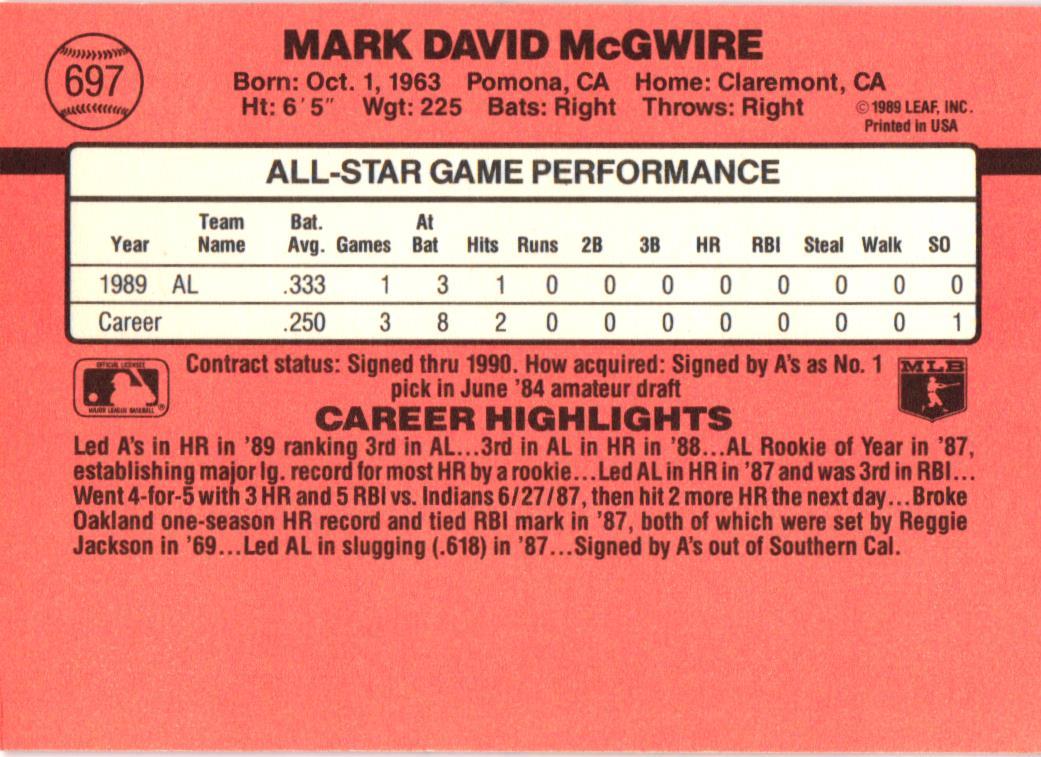 697
MARK DAVID McGWIRE
Born: Oct. 1, 1963 Pomona, CA Home: Claremont, CA
Ht: 6'5" Wgt: 225 Bats: Right Throws: Right
©1989 LEAF, INC.
Printed in USA
ALL-STAR GAME PERFORMANCE
Year Team Name Bat. Avg. Games At Bat Hits Runs 2B 3B HR RBI Steal Walk SO
1989 AL .333 1 3 1 0 0 0 0 0 0 0 0
Career .250 3 8 2 0 0 0 0 0 0 0 1
OFFICIAL LICENSEE
MAJOR LEAGUE BASEBALL®
MLB
Contract status: Signed thru 1990. How acquired: Signed by A's as No. 1
pick in June '84 amateur draft
CAREER HIGHLIGHTS
Led A's in HR in '89 ranking 3rd in AL...3rd in AL in HR in '88...AL Rookie of Year in '87,
establishing major lg. record for most HR by a rookie...Led AL in HR in '87 and was 3rd in RBI...
Went 4-for-5 with 3 HR and 5 RBI vs. Indians 6/27/87, then hit 2 more HR the next day...Broke
Oakland one-season HR record and tied RBI mark in '87, both of which were set by Reggie
Jackson in '69...Led AL in slugging (.618) in '87...Signed by A's out of Southern Cal.